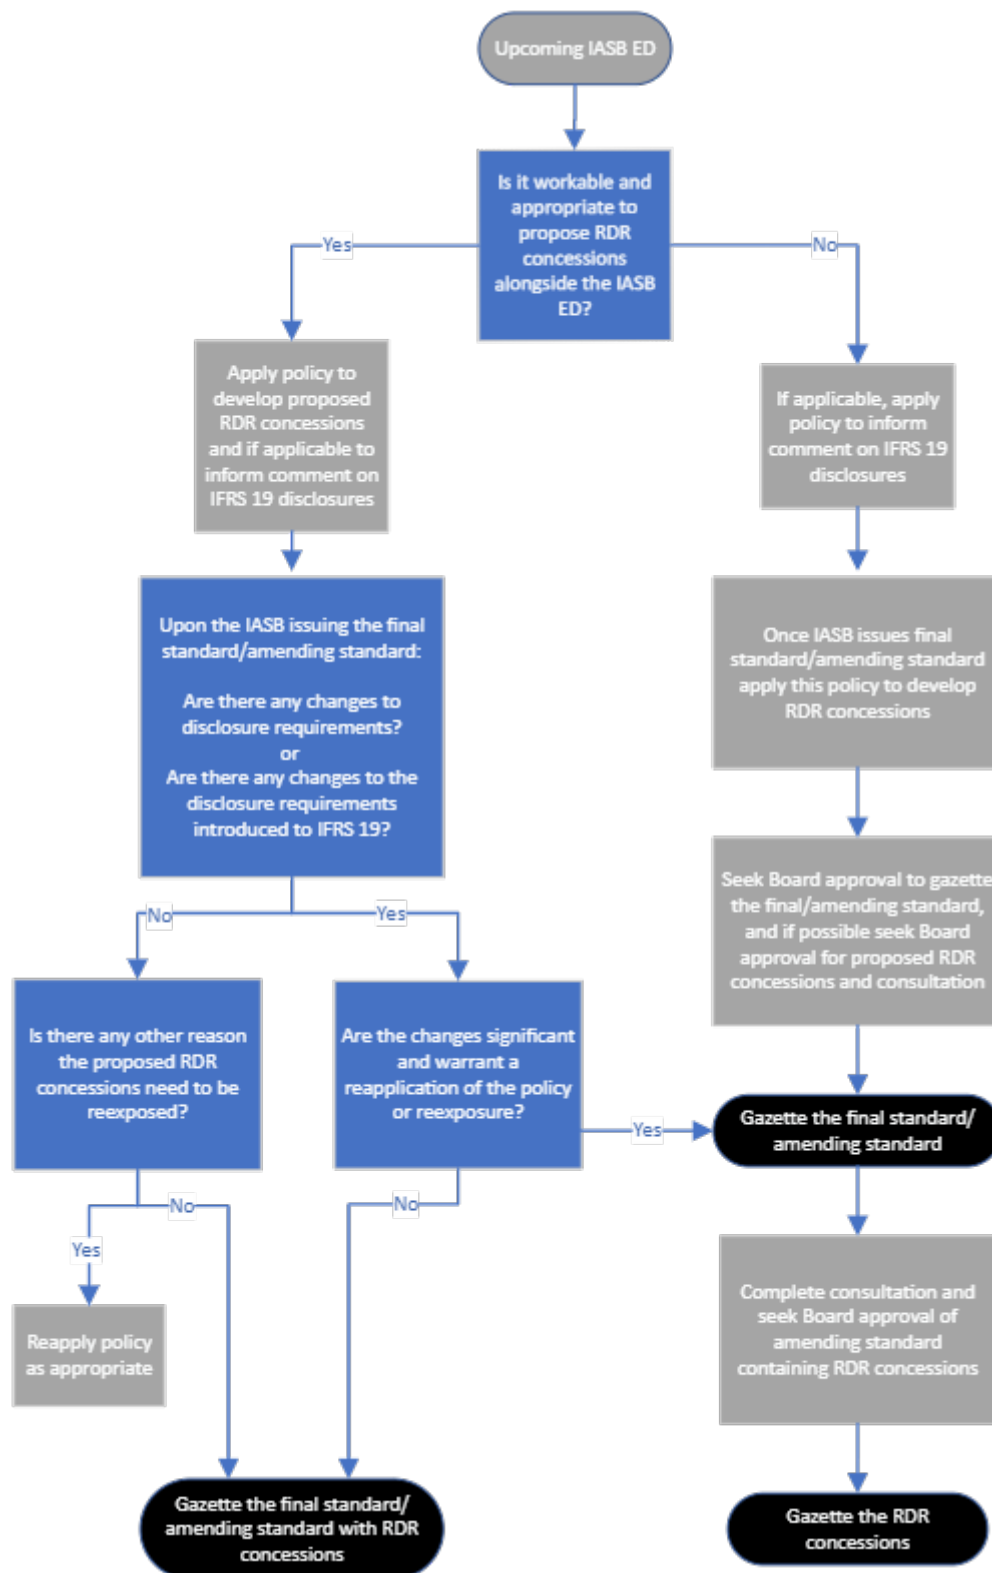 Upcoming IASB ED
Is it workable and
appropriate to
propose RDR
concessions
alongside the IASB
ED?
Yes
No
Apply policy to
develop proposed
RDR concessions
and if applicable to
inform comment on
IFRS 19 disclosures
If applicable, apply
policy to inform
comment on IFRS 19
disclosures
Upon the IASB issuing the final
standard/amending standard:
Are there any changes to
disclosure requirements?
or
Are there any changes to the
disclosure requirements
introduced to IFRS 19?
Once IASB issues final
standard/amending standard
apply this policy to develop
RDR concessions
No
Yes
Seek Board approval to gazette
the final/amending standard,
and if possible seek Board
approval for proposed RDR
concessions and consultation
Is there any other reason
the proposed RDR
concessions need to be
reexposed?
Are the changes significant
and warrant a
reapplication of the policy
or reexposure?
Yes
Gazette the final standard/
amending standard
No
No
Yes
Reapply policy
as appropriate
Complete consultation and
seek Board approval of
amending standard
containing RDR concessions
Gazette the final standard/
amending standard with RDR
concessions
Gazette the RDR
concessions